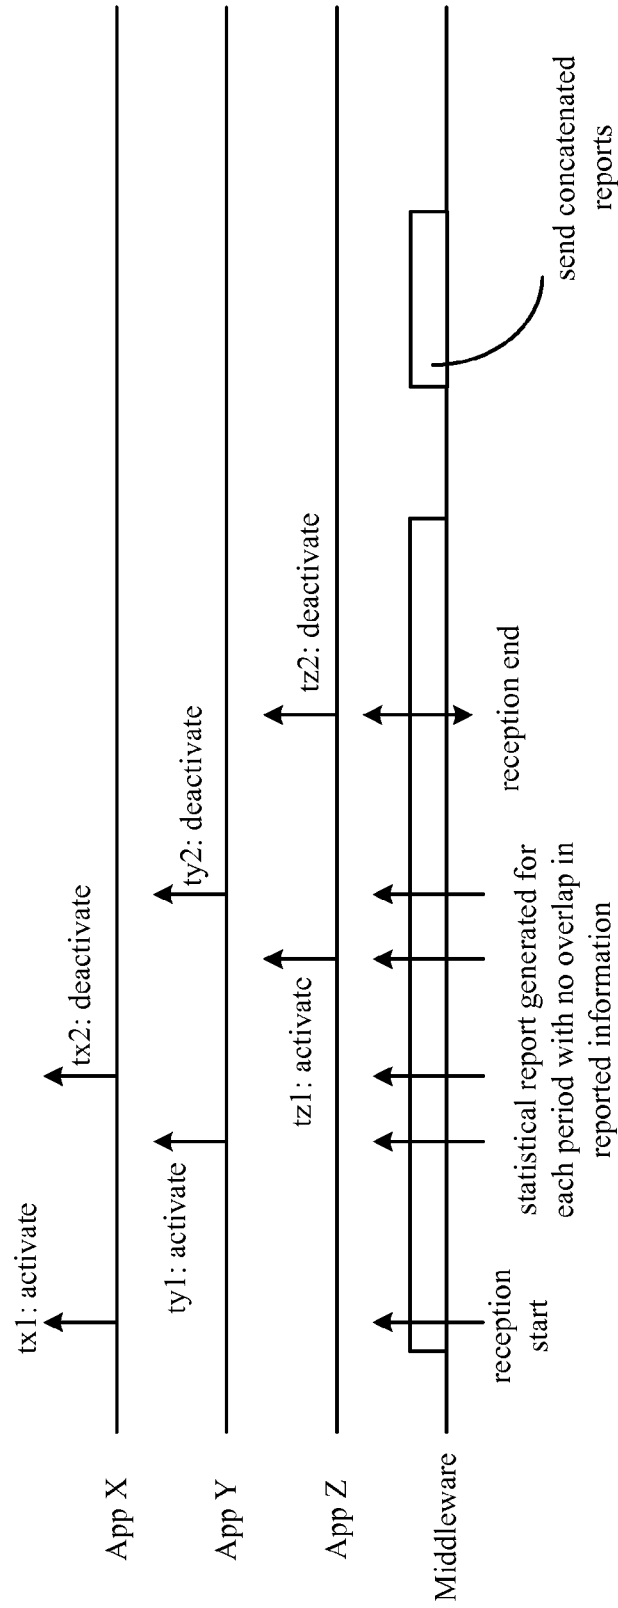 App X
tx1: activate
tx2: deactivate
App Y
ty1: activate
ty2: deactivate
App Z
tz1: activate
tz2: deactivate
Middleware
reception
start
statistical report generated for
each period with no overlap in
reported information
reception end
send concatenated
reports